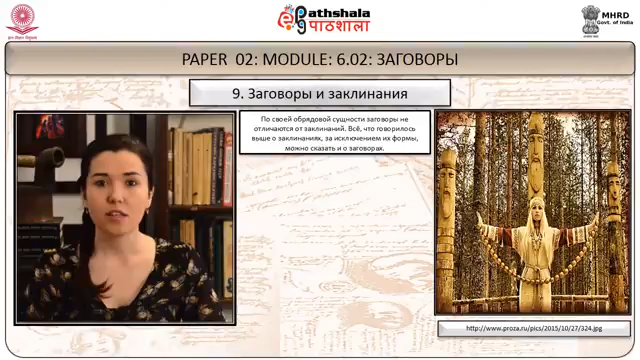 Pathshala
पाठशाला
MHRD
Govt. of India
PAPER 02: MODULE: 6.02: ЗАГОВОРЫ
9. Заговоры и заклинания
По своей обрядовой сущности заговоры не
отличаются от заклинаний. Всё, что говорилось
выше о заклинаниях, за исключением их формы,
можно сказать и о заговорах.
http://www.proza.ru/pics/2015/10/27/324.jpg